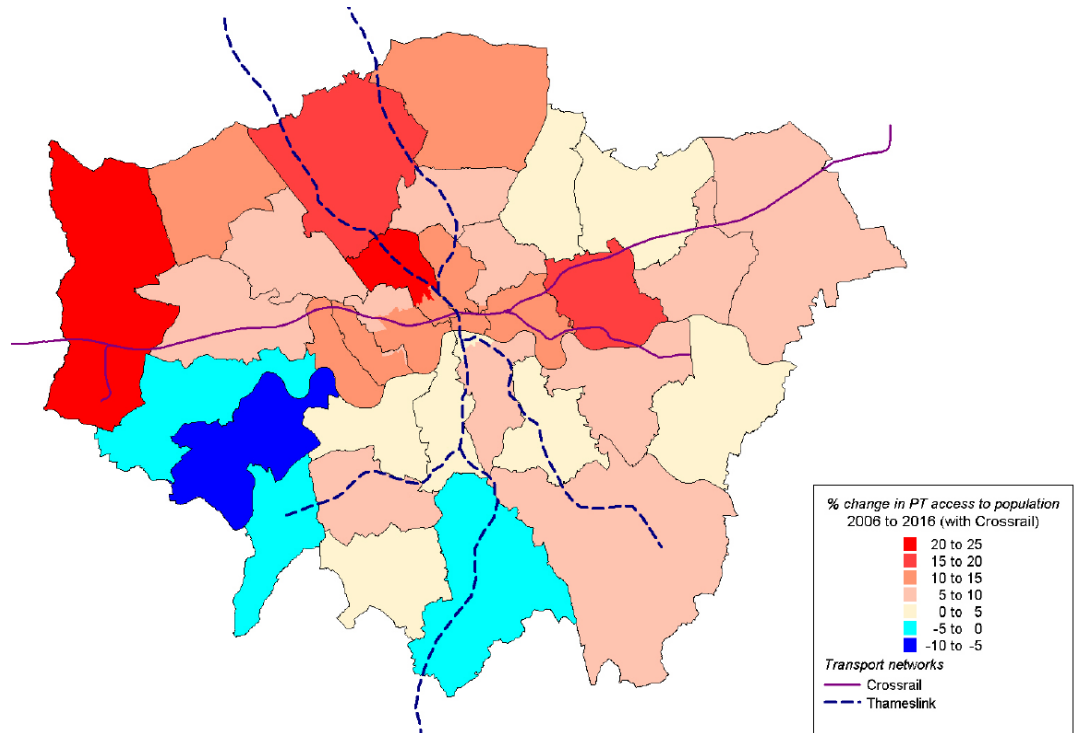 % change in PT access to population
2006 to 2016 (with Crossrail)
20 to 25
15 to 20
10 to 15
5 to 10
0 to 5
-5 to 0
-10 to -5
Transport networks
Crossrail
Thameslink